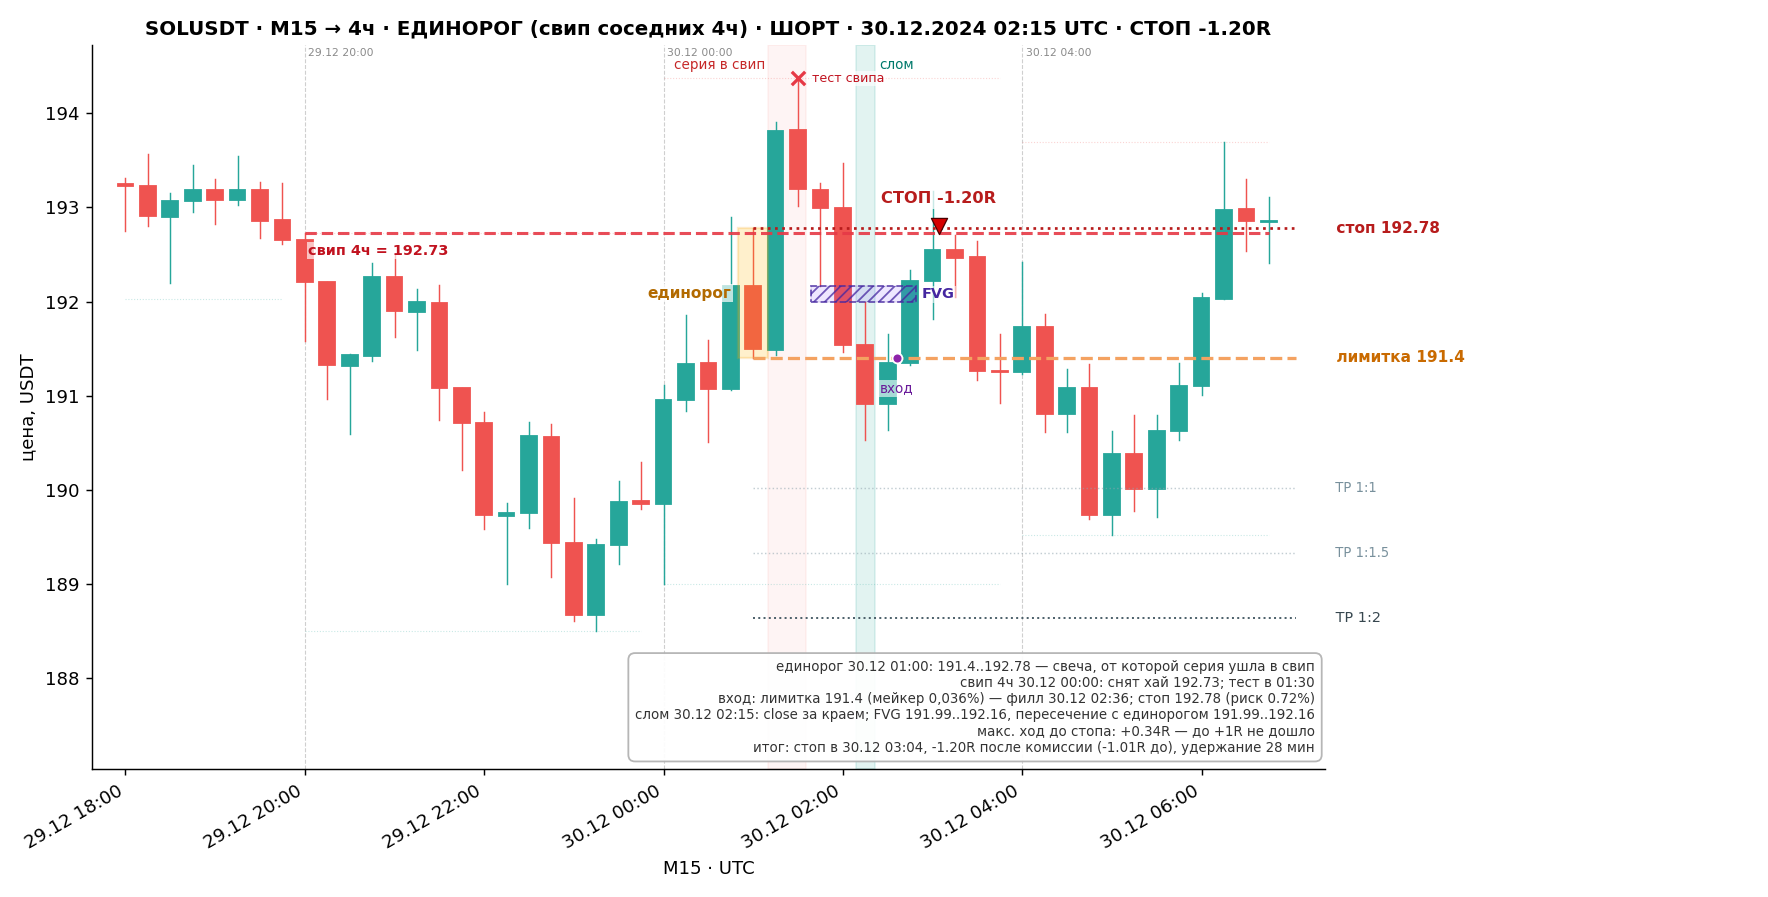 SOLUSDT · M15 → 4ч · ЕДИНОРОГ (свип соседних 4ч) · ШОРТ · 30.12.2024 02:15 UTC · СТОП -1.20R
29.12 20:00
30.12 00:00
30.12 04:00
серия в свип
слом
тест свипа
194
193
192
191
190
189
188
цена, USDT
СТОП -1.20R
свип 4ч = 192.73
единорог
FVG
вход
стоп 192.78
лимитка 191.4
TP 1:1
TP 1:1.5
TP 1:2
единорог 30.12 01:00: 191.4..192.78 — свеча, от которой серия ушла в свип
свип 4ч 30.12 00:00: снят хай 192.73; тест в 01:30
вход: лимитка 191.4 (мейкер 0,036%) — филл 30.12 02:36; стоп 192.78 (риск 0.72%)
слом 30.12 02:15: close за краем; FVG 191.99..192.16, пересечение с единорогом 191.99..192.16
макс. ход до стопа: +0.34R — до +1R не дошло
итог: стоп в 30.12 03:04, -1.20R после комиссии (-1.01R до), удержание 28 мин
29.12 18:00
29.12 20:00
29.12 22:00
30.12 00:00
30.12 02:00
30.12 04:00
30.12 06:00
M15 · UTC